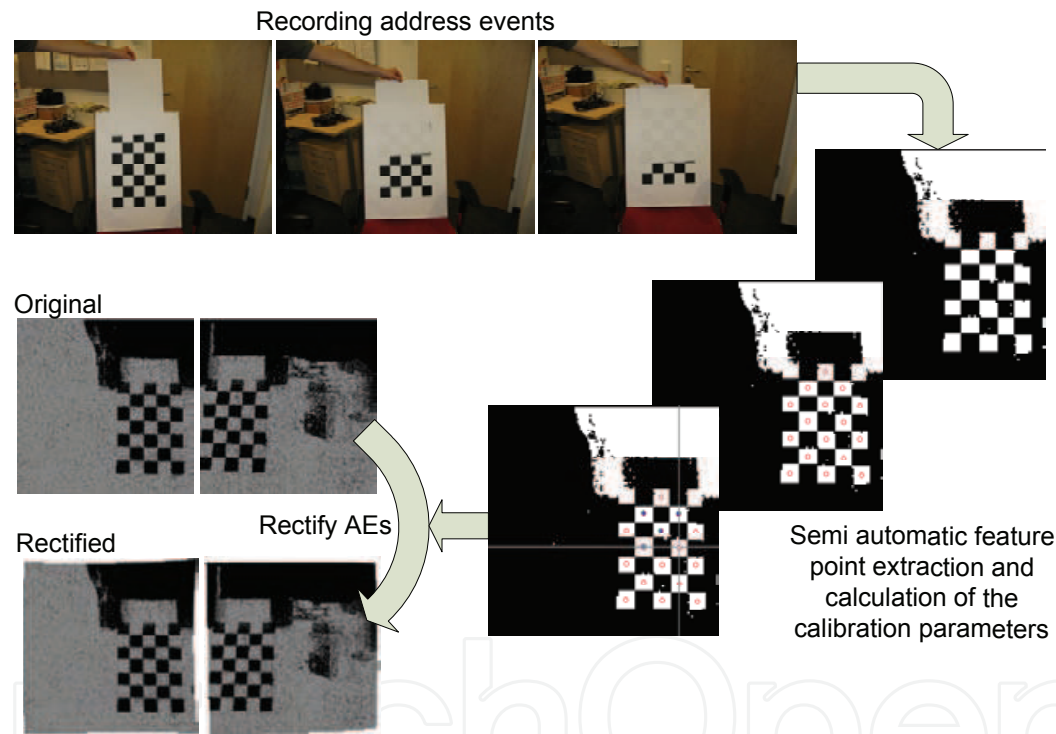 Recording address events
Original
Rectify AEs
Rectified
Semi automatic feature
point extraction and
calculation of the
calibration parameters